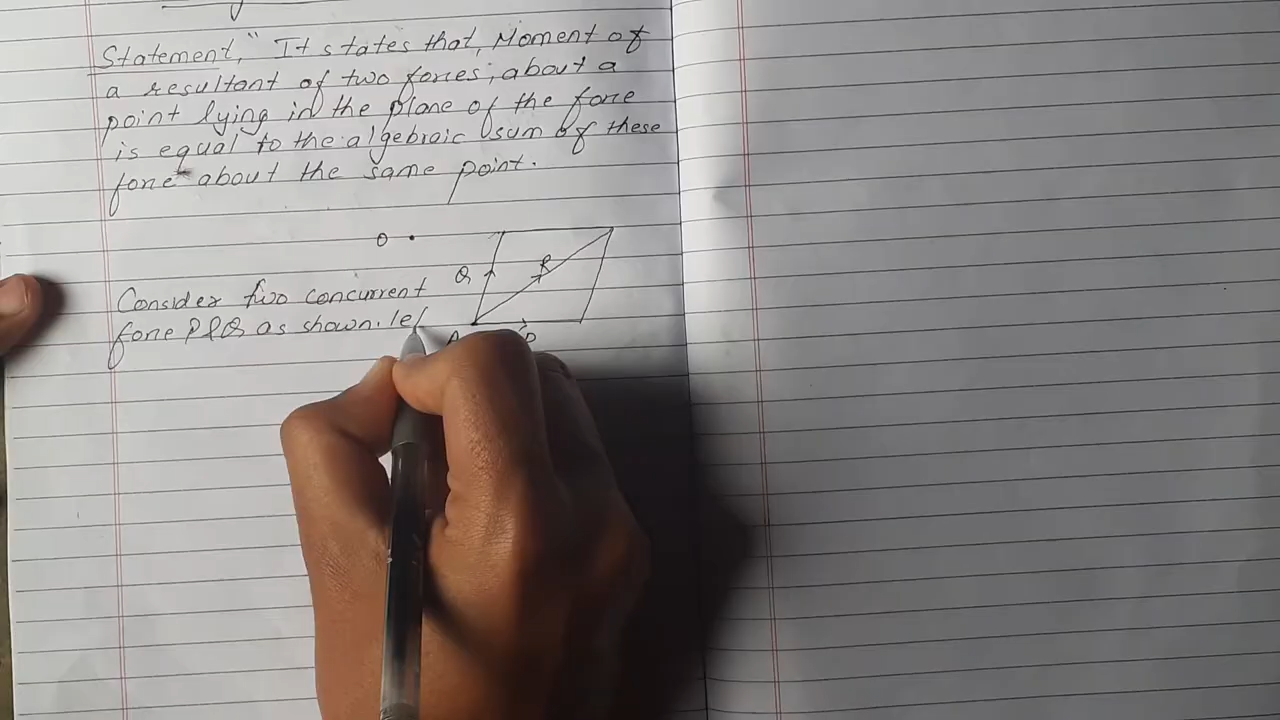 Statement, " It states that, Moment of
a resultant of two forces, about a
point lying in the plane of the force
is equal to the algebraic sum of these
force about the same point.
O
Q
R
Consider two concurrent
force P & Q as shown. let
A P